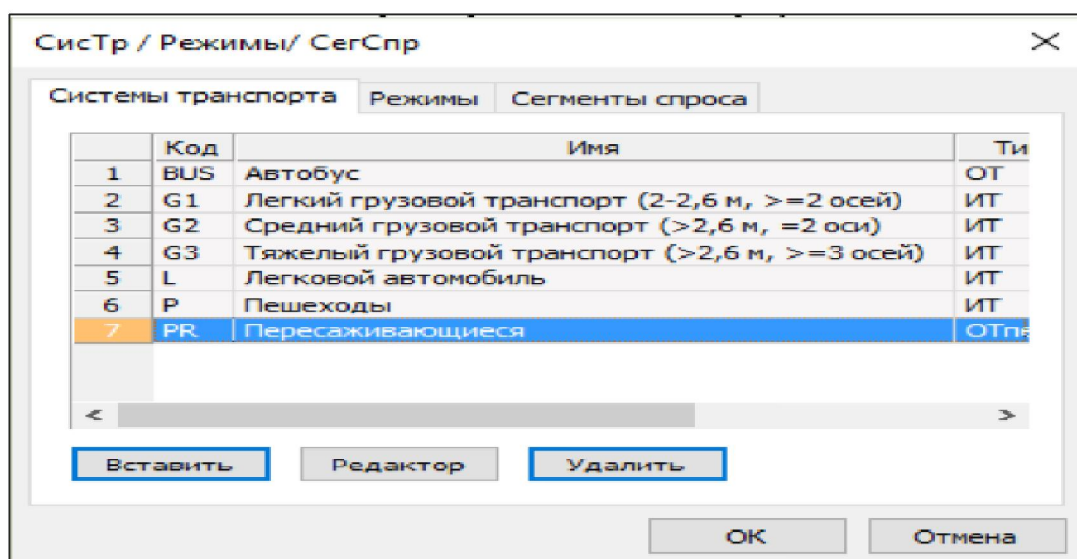 СисТр / Режимы/ СегСпр
Системы транспорта Режимы Сегменты спроса
Код Имя Ти
1 BUS Автобус ОТ
2 G1 Легкий грузовой транспорт (2-2,6 м, >=2 осей) ИТ
3 G2 Средний грузовой транспорт (>2,6 м, =2 оси) ИТ
4 G3 Тяжелый грузовой транспорт (>2,6 м, >=3 осей) ИТ
5 L Легковой автомобиль ИТ
6 P Пешеходы ИТ
7 PR Пересаживающиеся ОТпе
Вставить Редактор Удалить
ОК Отмена